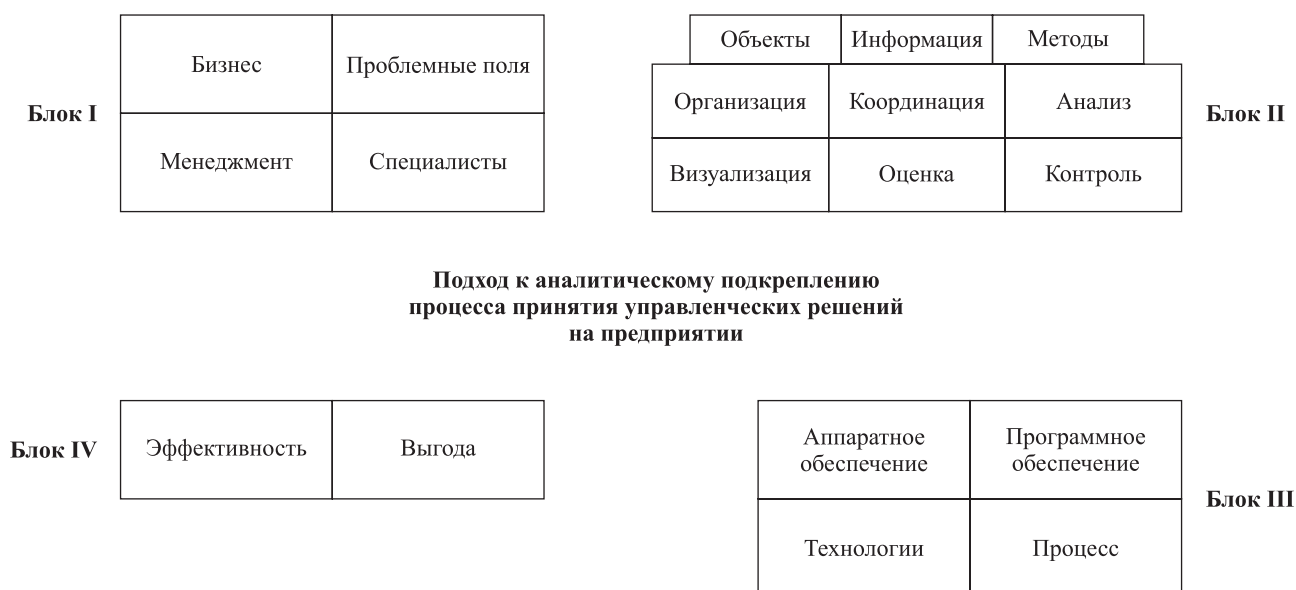 Блок I
Бизнес
Проблемные поля
Менеджмент
Специалисты
Объекты
Информация
Методы
Организация
Координация
Анализ
Визуализация
Оценка
Контроль
Блок II
Подход к аналитическому подкреплению
процесса принятия управленческих решений
на предприятии
Блок IV
Эффективность
Выгода
Аппаратное
обеспечение
Программное
обеспечение
Технологии
Процесс
Блок III